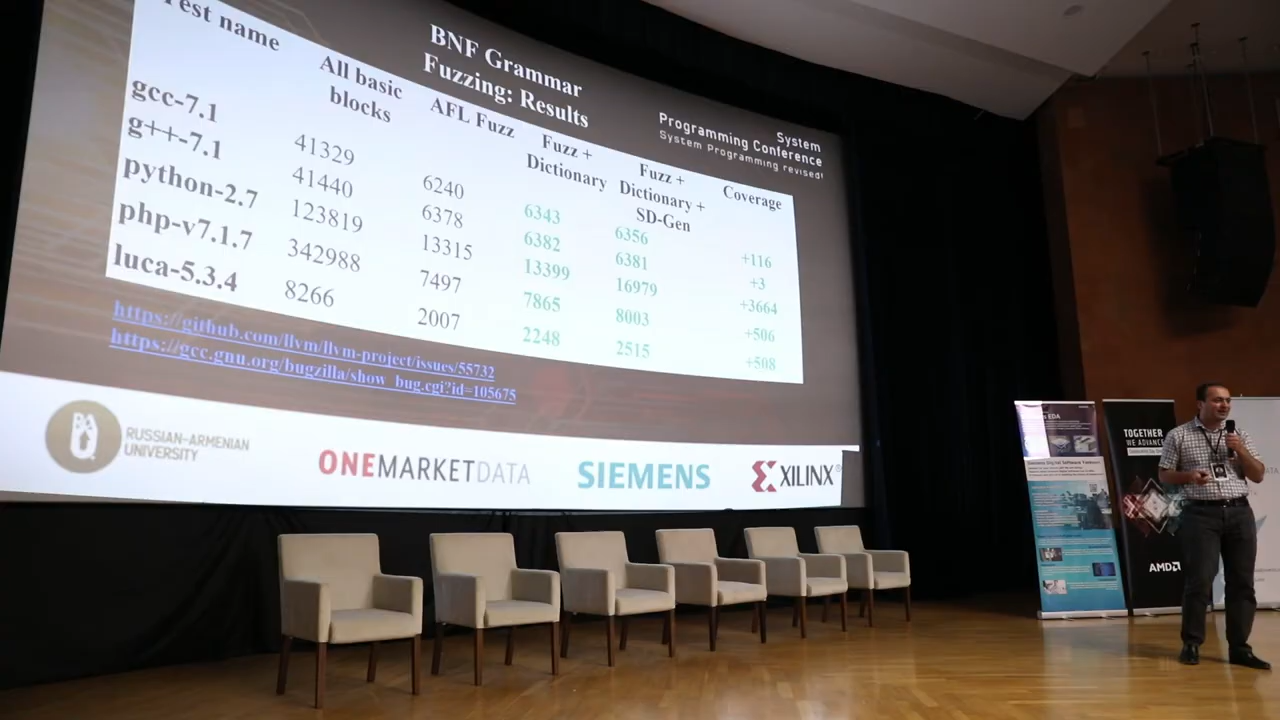 BNF Grammar
Fuzzing: Results
System
Programming Conference
System Programming revised!
Test name All basic blocks AFL Fuzz Fuzz + Dictionary Fuzz + Dictionary + SD-Gen Coverage
gcc-7.1 41329 6240 6343 6356 +116
g++-7.1 41440 6378 6382 6381 +3
python-2.7 123819 13315 13399 16979 +3664
php-v7.1.7 342988 7497 7865 8003 +506
luca-5.3.4 8266 2007 2248 2515 +508
https://github.com/llvm/llvm-project/issues/55732
https://gcc.gnu.org/bugzilla/show_bug.cgi?id=105675
RUSSIAN-ARMENIAN
UNIVERSITY
ONEMARKETDATA
SIEMENS
XILINX
EDA
TOGETHER
WE ADVANCE_
AMD